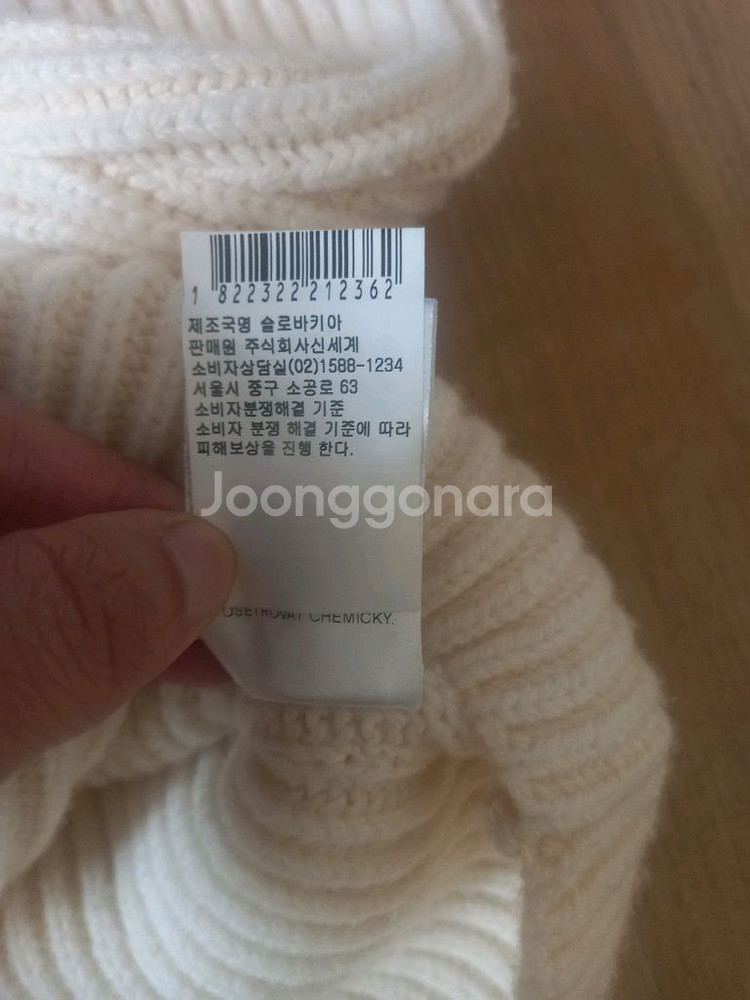 1 822322 212362
제조국명 슬로바키아
판매원 주식회사신세계
소비자상담실(02)1588-1234
서울시 중구 소공로 63
소비자분쟁해결 기준
소비자 분쟁 해결 기준에 따라
피해보상을 진행 한다.
Joonggonara
CHEMICKY.